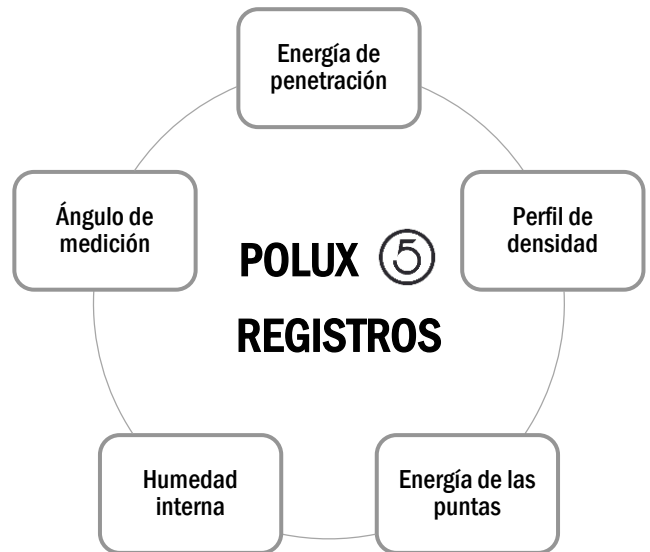 Energía de
penetración
Ángulo de
medición
Perfil de
densidad
POLUX ⑤
REGISTROS
Humedad
interna
Energía de las
puntas